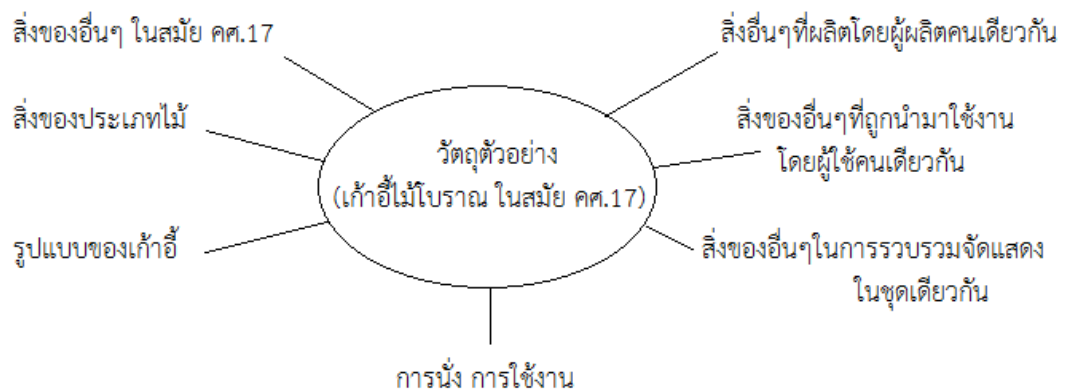 สิ่งของอื่นๆ ในสมัย คศ.17
สิ่งอื่นๆที่ผลิตโดยผู้ผลิตคนเดียวกัน
สิ่งของประเภทไม้
สิ่งของอื่นๆที่ถูกนำมาใช้งาน
โดยผู้ใช้คนเดียวกัน
วัตถุตัวอย่าง
(เก้าอี้ไม้โบราณ ในสมัย คศ.17)
รูปแบบของเก้าอี้
สิ่งของอื่นๆในการรวบรวมจัดแสดง
ในชุดเดียวกัน
การนั่ง การใช้งาน